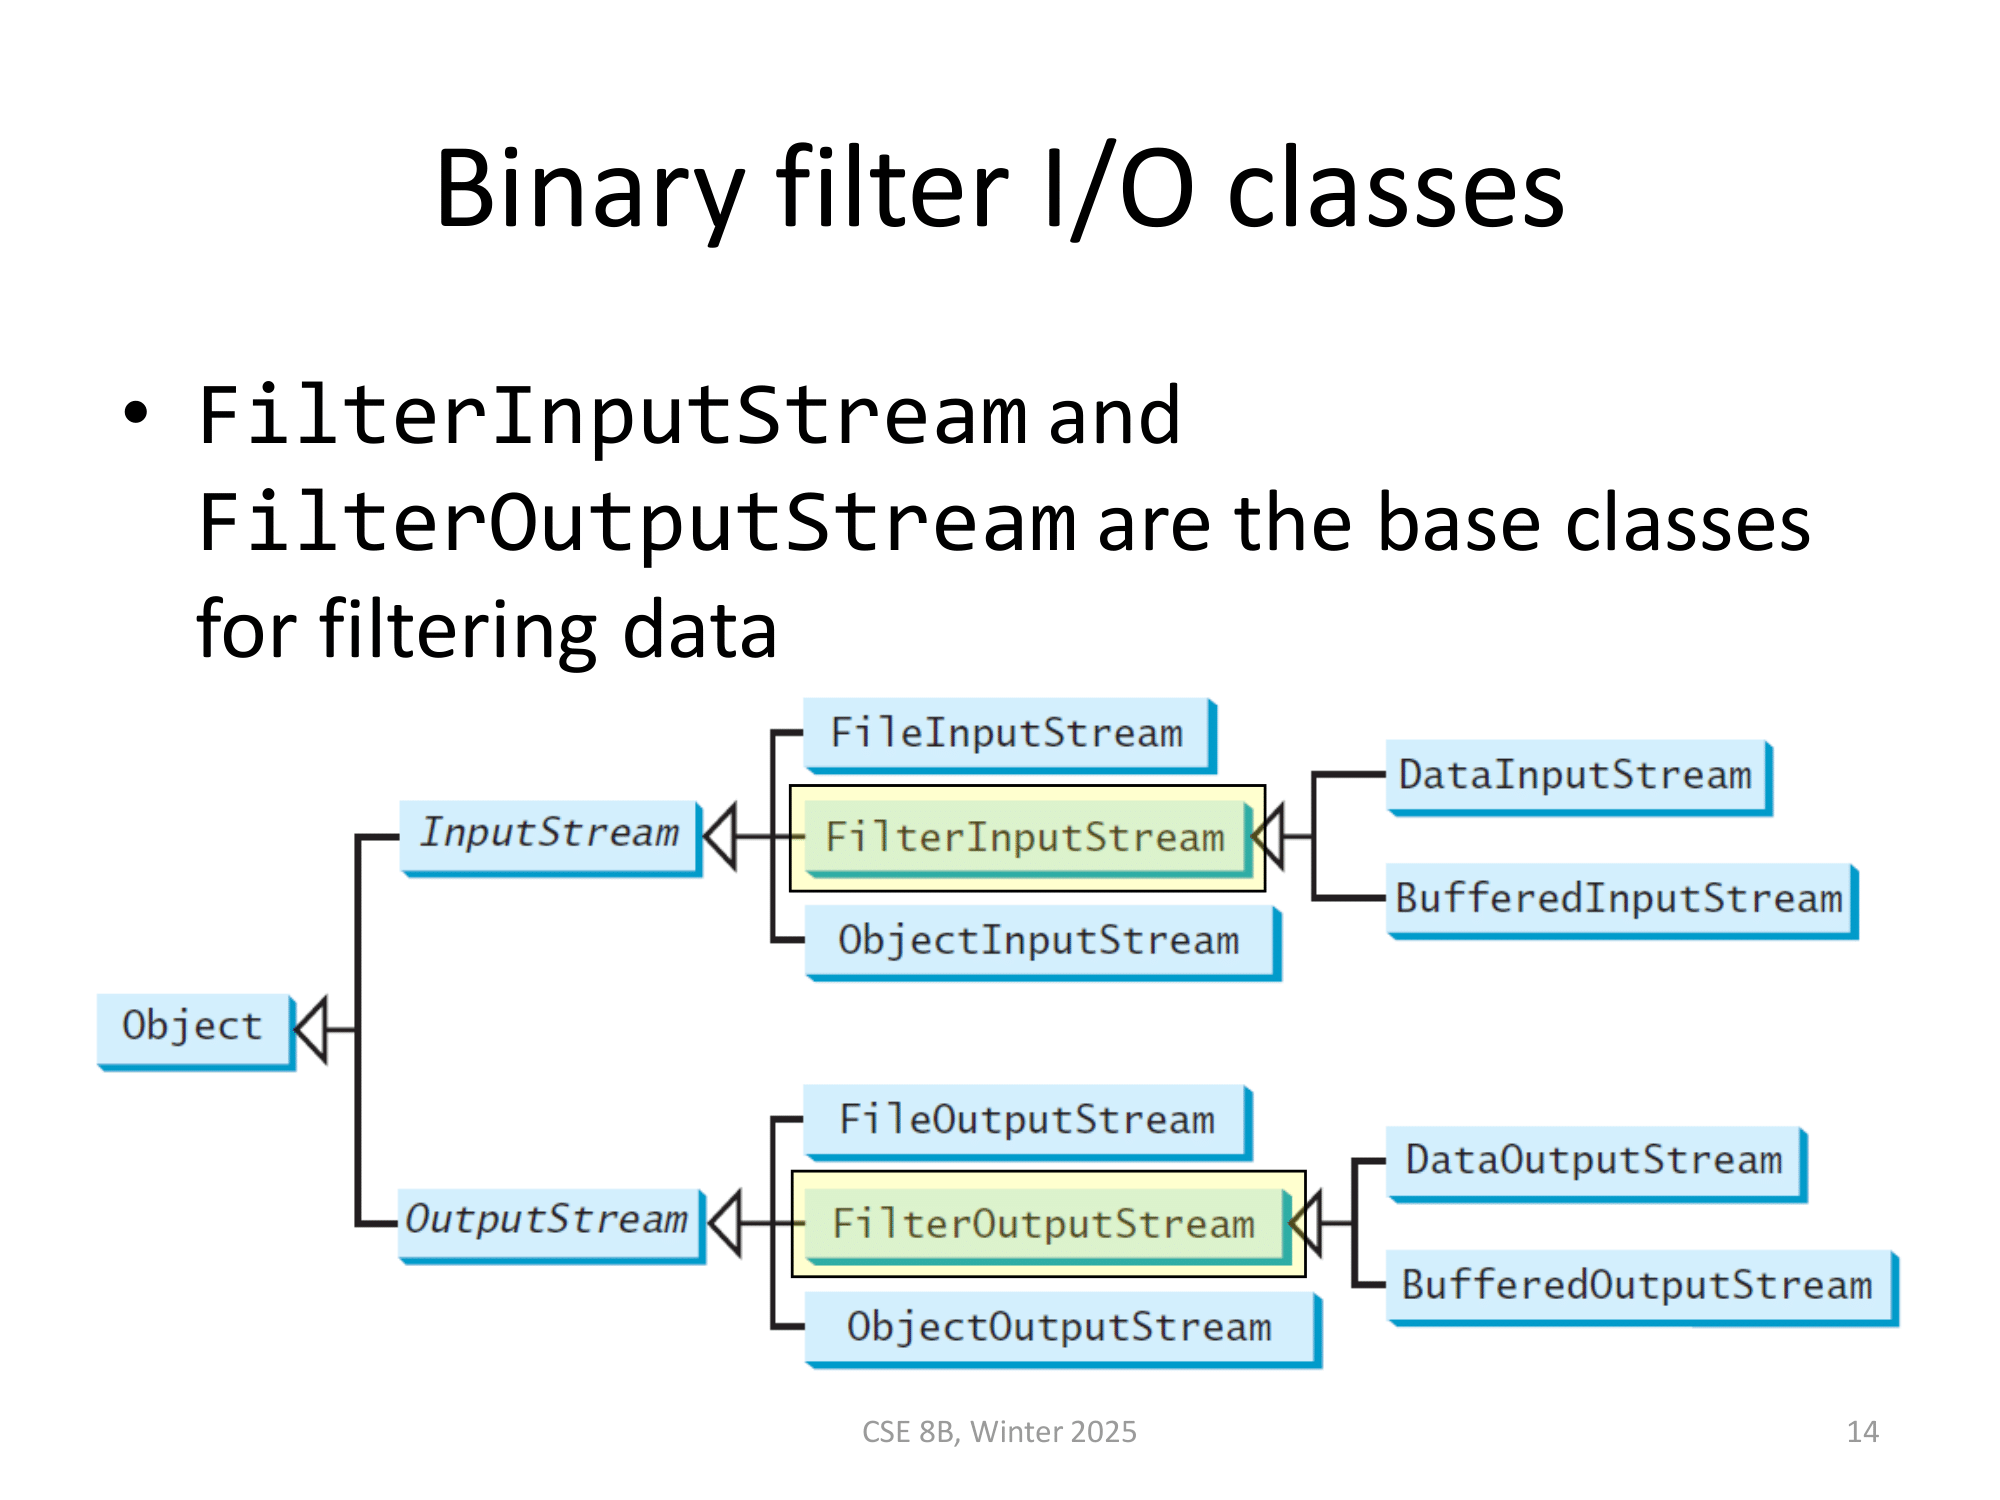 Binary filter I/O classes
• FilterInputStream and
FilterOutputStream are the base classes
for filtering data
FileInputStream
DataInputStream
InputStream
FilterInputStream
BufferedInputStream
ObjectInputStream
Object
FileOutputStream
DataOutputStream
OutputStream
FilterOutputStream
BufferedOutputStream
ObjectOutputStream
CSE 8B, Winter 2025
14